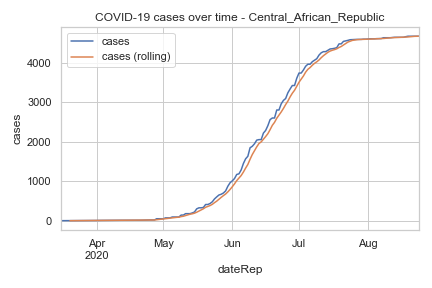 COVID-19 cases over time - Central_African_Republic
cases
cases (rolling)
cases
4000
3000
2000
1000
0
Apr
2020
May
Jun
Jul
Aug
dateRep